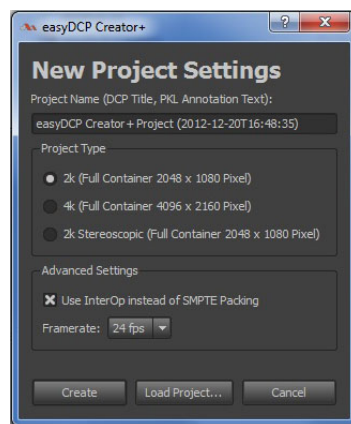 easyDCP Creator+
? X
New Project Settings
Project Name (DCP Title, PKL Annotation Text):
easyDCP Creator+ Project (2012-12-20T16:48:35)
Project Type
2k (Full Container 2048 x 1080 Pixel)
4k (Full Container 4096 x 2160 Pixel)
2k Stereoscopic (Full Container 2048 x 1080 Pixel)
Advanced Settings
Use InterOp instead of SMPTE Packing
Framerate: 24 fps
Create Load Project... Cancel